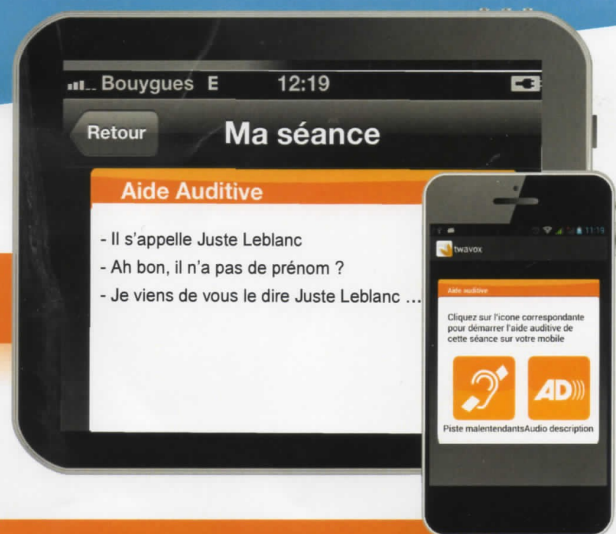 Bouygues E 12:19
Retour Ma séance
Aide Auditive
- Il s'appelle Juste Leblanc
- Ah bon, il n'a pas de prénom ?
- Je viens de vous le dire Juste Leblanc ...
11:19
twavox
Aide auditive
Cliquez sur l'icone correspondante
pour démarrer l'aide auditive de
cette séance sur votre mobile
AD
Piste malentendants Audio description